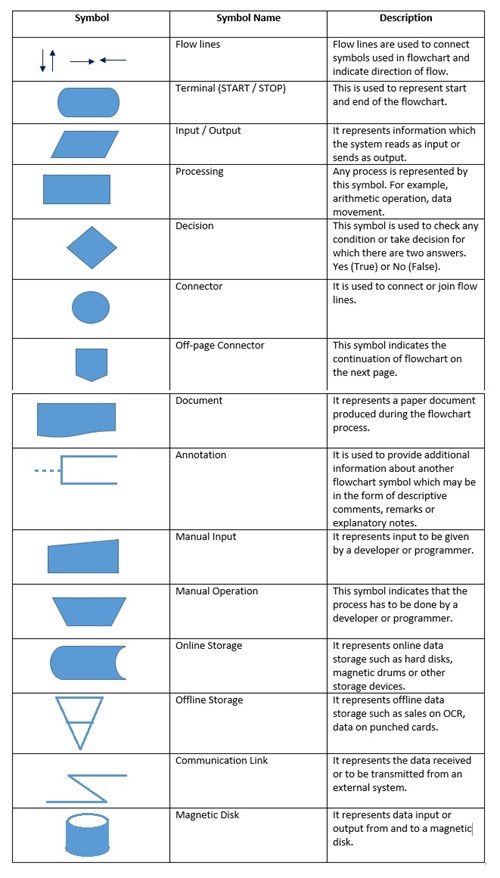 Symbol Symbol Name Description
Flow lines
Flow lines are used to connect
symbols used in flowchart and
indicate direction of flow.
Terminal (START / STOP)
This is used to represent start
and end of the flowchart.
Input / Output
It represents information which
the system reads as input or
sends as output.
Processing
Any process is represented by
this symbol. For example,
arithmetic operation, data
movement.
Decision
This symbol is used to check any
condition or take decision for
which there are two answers.
Yes (True) or No (False).
Connector
It is used to connect or join flow
lines.
Off-page Connector
This symbol indicates the
continuation of flowchart on
the next page.
Document
It represents a paper document
produced during the flowchart
process.
Annotation
It is used to provide additional
information about another
flowchart symbol which may be
in the form of descriptive
comments, remarks or
explanatory notes.
Manual Input
It represents input to be given
by a developer or programmer.
Manual Operation
This symbol indicates that the
process has to be done by a
developer or programmer.
Online Storage
It represents online data
storage such as hard disks,
magnetic drums or other
storage devices.
Offline Storage
It represents offline data
storage such as sales on OCR,
data on punched cards.
Communication Link
It represents the data received
or to be transmitted from an
external system.
Magnetic Disk
It represents data input or
output from and to a magnetic
disk.